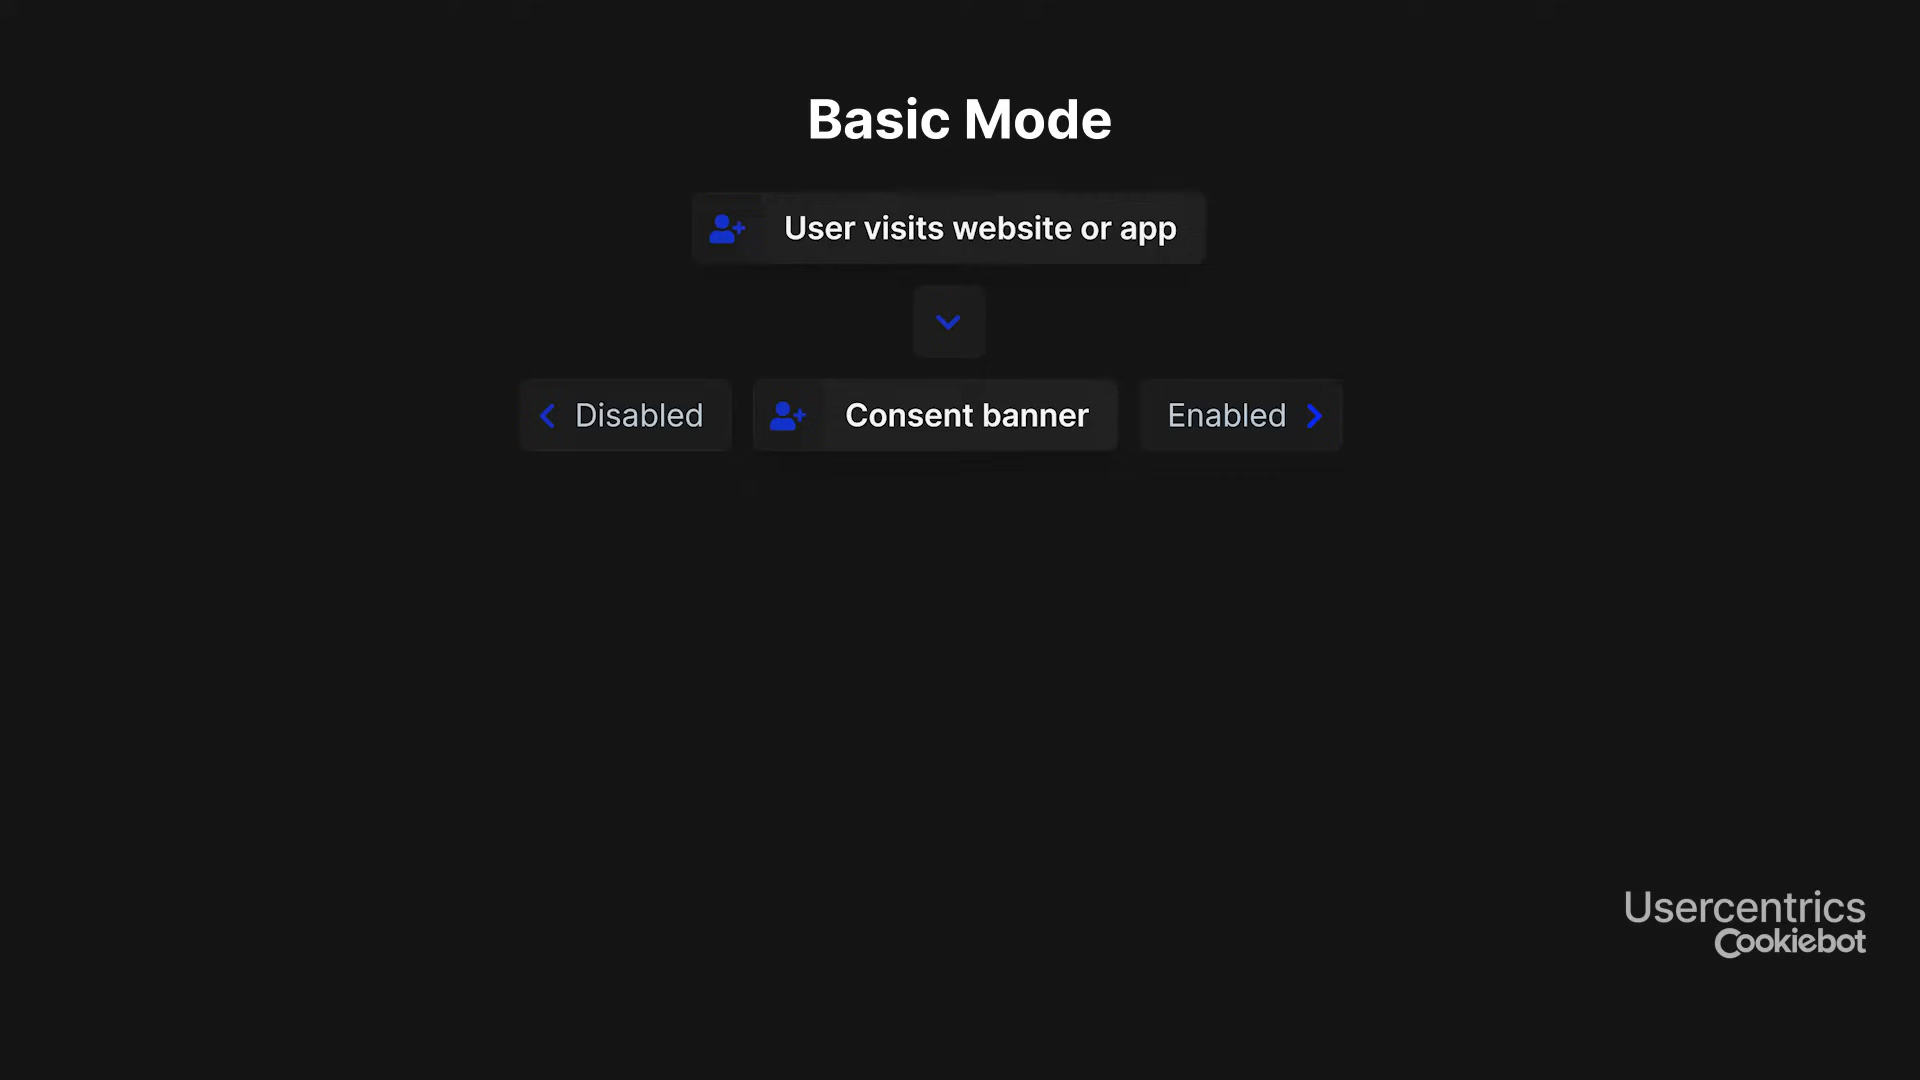 Basic Mode
User visits website or app
Disabled
Consent banner
Enabled
Usercentrics
Cookiebot